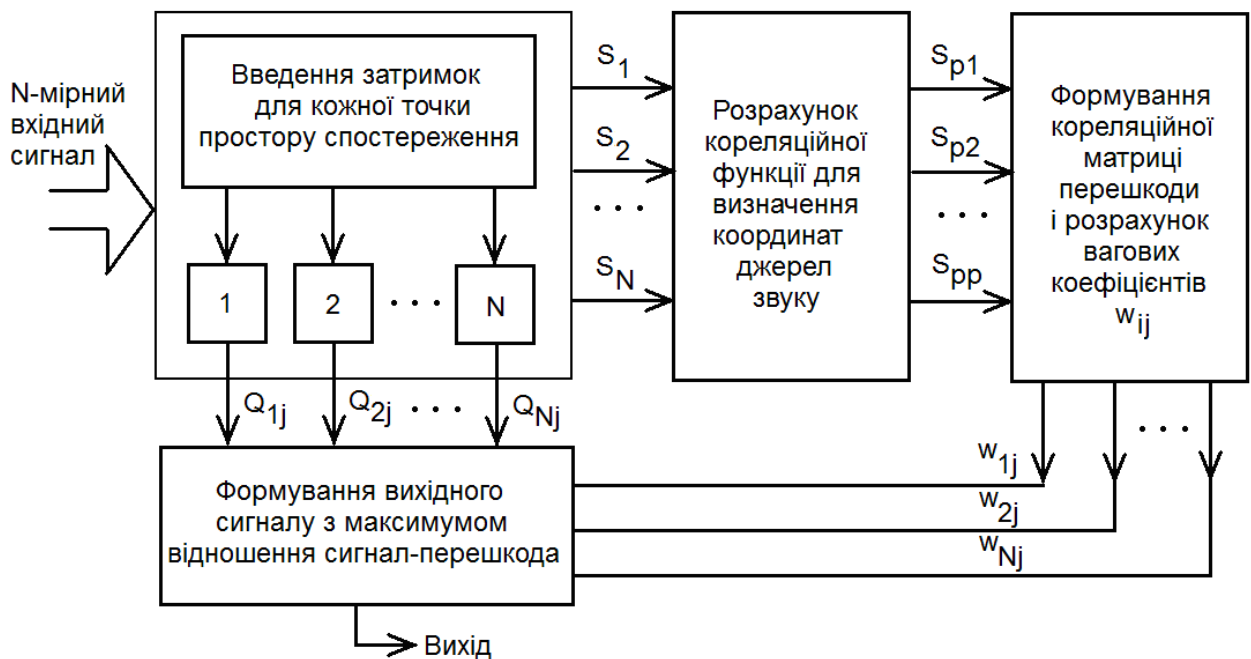 N-мірний
вхідний
сигнал
Введення затримок
для кожної точки
простору спостереження
1
2
. . .
N
S1
S2
. . .
SN
Розрахунок
кореляційної
функції для
визначення
координат
джерел
звуку
Sp1
Sp2
. . .
Spp
Формування
кореляційної
матриці
перешкоди
і розрахунок
вагових
коефіцієнтів
wij
Q1j
Q2j
. . .
QNj
. . .
w1j
w2j
wNj
Формування вихідного
сигналу з максимумом
відношення сигнал-перешкода
Вихід